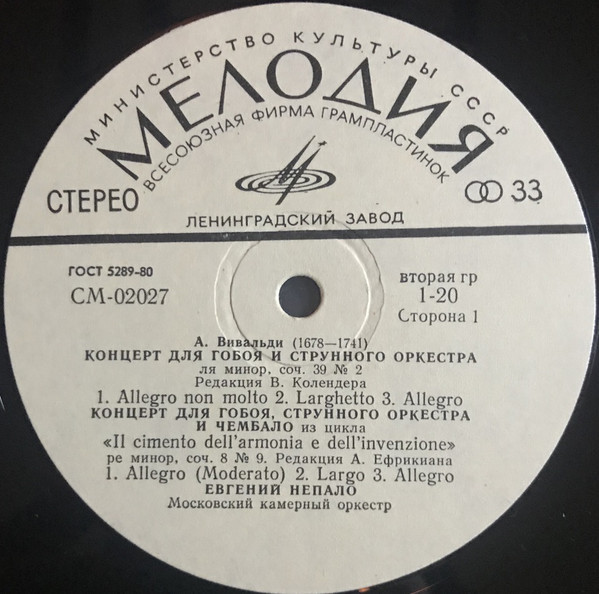 МИНИСТЕРСТВО КУЛЬТУРЫ СССР
МЕЛОДИЯ
ВСЕСОЮЗНАЯ ФИРМА ГРАМПЛАСТИНОК
СТЕРЕО
33
ЛЕНИНГРАДСКИЙ ЗАВОД
ГОСТ 5289-80
СМ-02027
вторая гр
1-20
Сторона 1
А. Вивальди (1678—1741)
КОНЦЕРТ ДЛЯ ГОБОЯ И СТРУННОГО ОРКЕСТРА
ля минор, соч. 39 № 2
Редакция В. Колендера
1. Allegro non molto 2. Larghetto 3. Allegro
КОНЦЕРТ ДЛЯ ГОБОЯ, СТРУННОГО ОРКЕСТРА
И ЧЕМБАЛО из цикла
«Il cimento dell'armonia e dell'invenzione»
ре минор, соч. 8 № 9. Редакция А. Ефрикиана
1. Allegro (Moderato) 2. Largo 3. Allegro
ЕВГЕНИЙ НЕПАЛО
Московский камерный оркестр